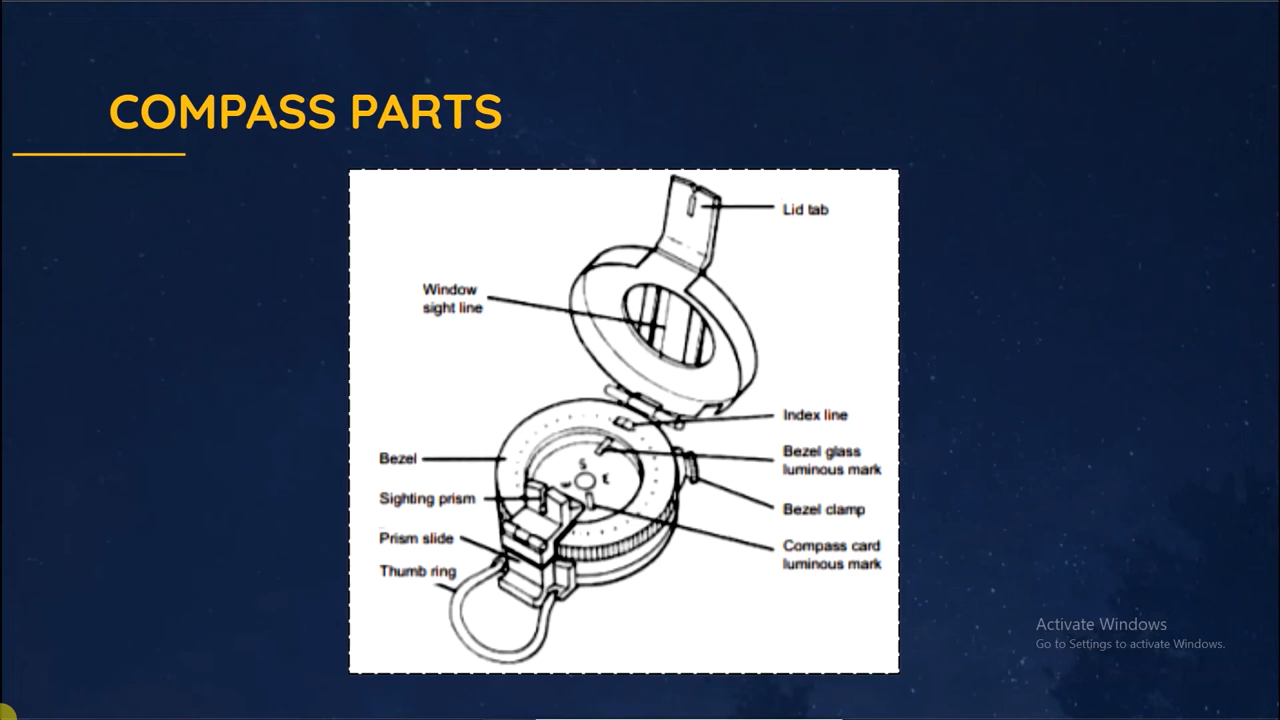 COMPASS PARTS
Lid tab
Window
sight line
Index line
Bezel glass
luminous mark
Bezel
Sighting prism
Bezel clamp
Prism slide
Compass card
luminous mark
Thumb ring
S
E
Activate Windows
Go to Settings to activate Windows.